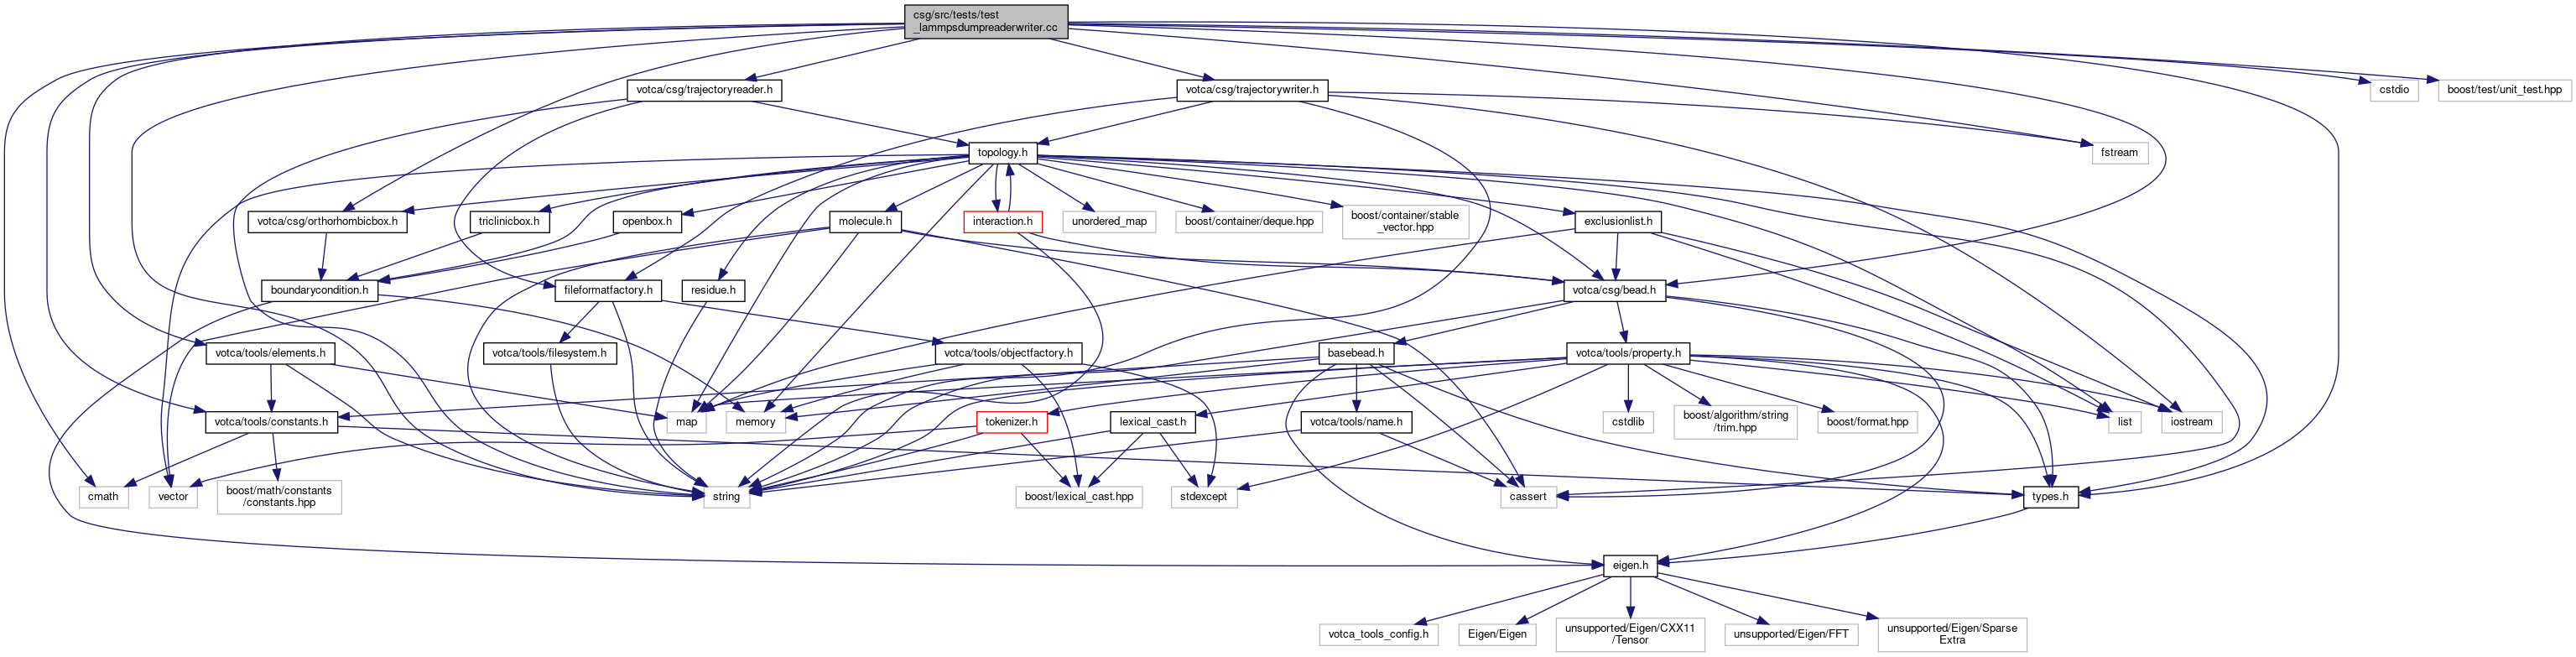 csg/src/tests/test
_lammpsdumpreaderwriter.cc
votca/csg/trajectoryreader.h
votca/csg/trajectorywriter.h
cstdio
boost/test/unit_test.hpp
topology.h
fstream
votca/csg/orthorhombicbox.h
triclinicbox.h
openbox.h
molecule.h
interaction.h
unordered_map
boost/container/deque.hpp
boost/container/stable
_vector.hpp
exclusionlist.h
boundarycondition.h
fileformatfactory.h
residue.h
votca/csg/bead.h
votca/tools/elements.h
votca/tools/filesystem.h
votca/tools/objectfactory.h
basebead.h
votca/tools/property.h
votca/tools/constants.h
map
memory
tokenizer.h
lexical_cast.h
votca/tools/name.h
cstdlib
boost/algorithm/string
/trim.hpp
boost/format.hpp
list
iostream
cmath
vector
boost/math/constants
/constants.hpp
string
boost/lexical_cast.hpp
stdexcept
cassert
types.h
eigen.h
votca_tools_config.h
Eigen/Eigen
unsupported/Eigen/CXX11
/Tensor
unsupported/Eigen/FFT
unsupported/Eigen/Sparse
Extra